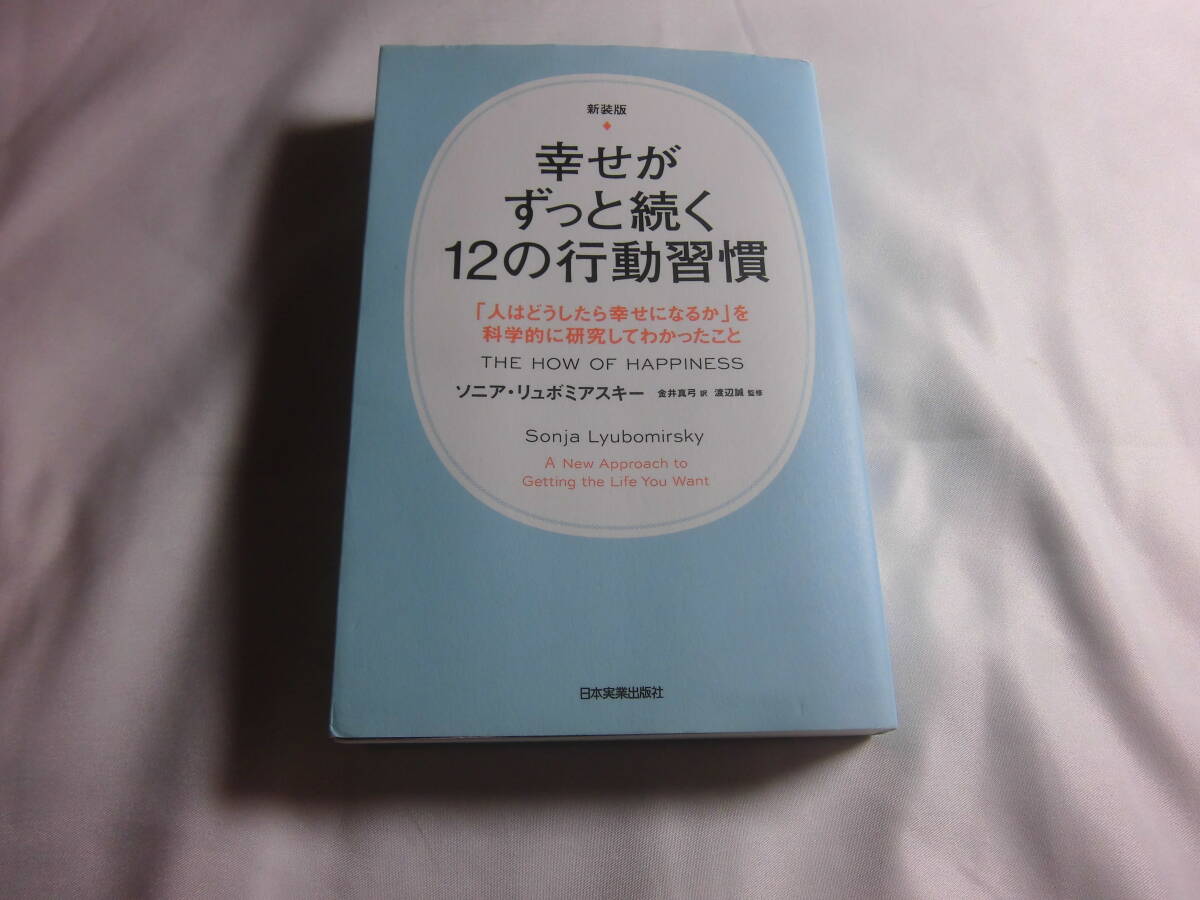 新装版
幸せが
ずっと続く
12の行動習慣
「人はどうしたら幸せになるか」を
科学的に研究してわかったこと
THE HOW OF HAPPINESS
ソニア・リュボミアスキー 金井真弓 訳 渡辺誠 監修
Sonja Lyubomirsky
A New Approach to
Getting the Life You Want
日本実業出版社